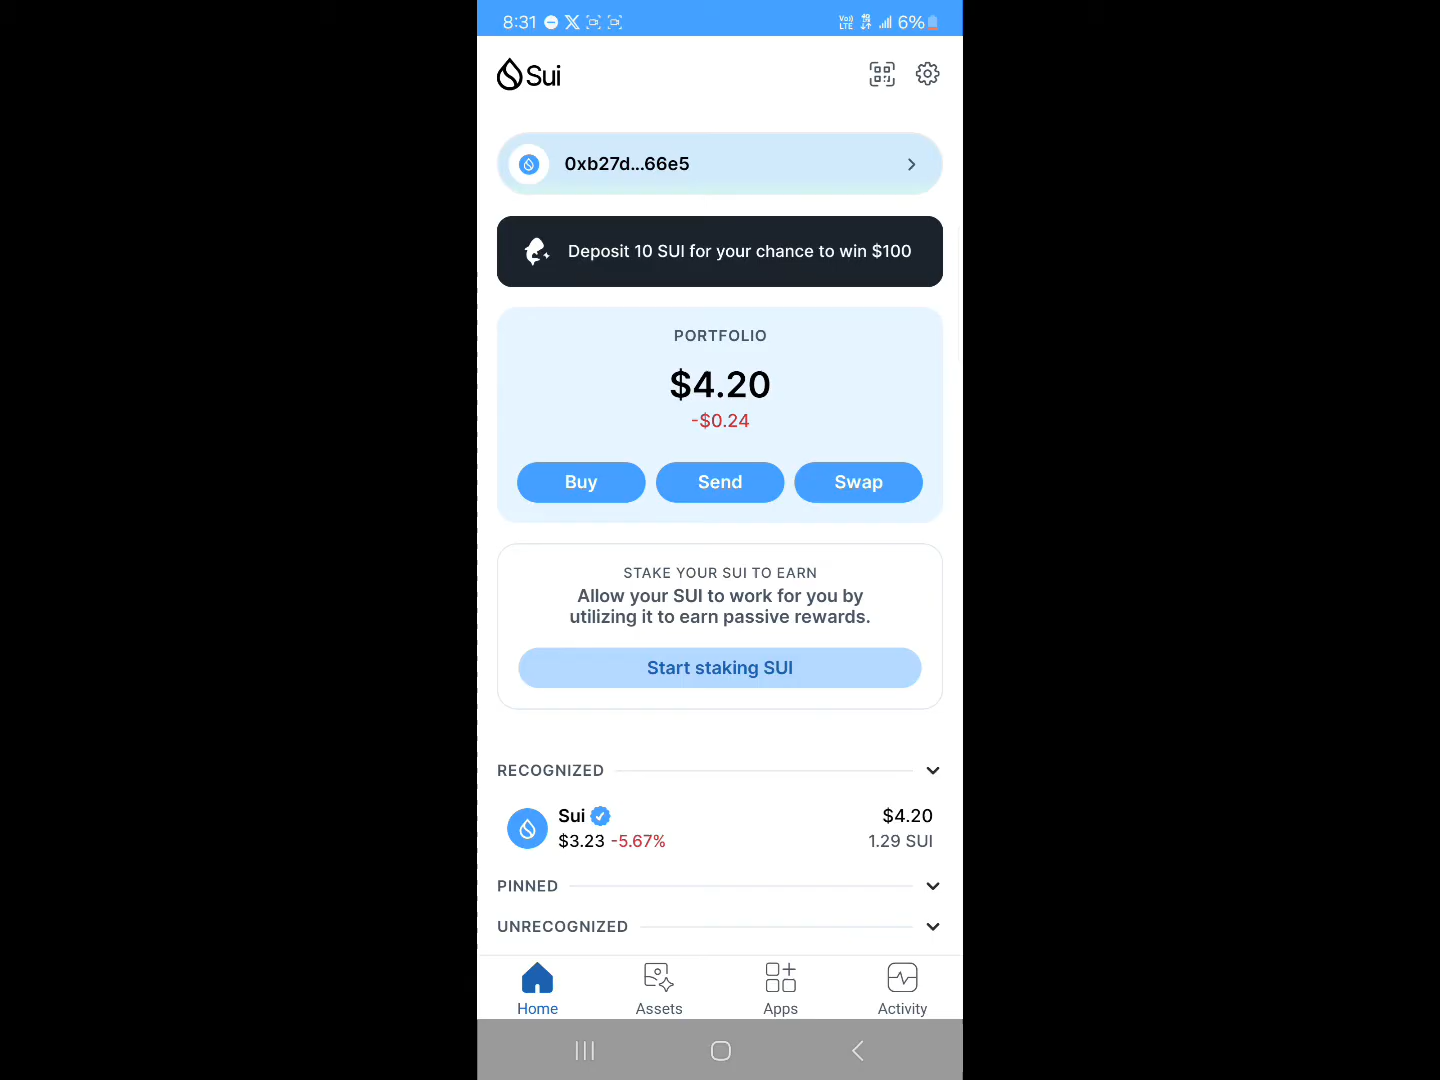 8:31
Vo))
LTE
6%
Sui
0xb27d...66e5
Deposit 10 SUI for your chance to win $100
PORTFOLIO
$4.20
-$0.24
Buy
Send
Swap
STAKE YOUR SUI TO EARN
Allow your SUI to work for you by
utilizing it to earn passive rewards.
Start staking SUI
RECOGNIZED
Sui
$4.20
$3.23 -5.67%
1.29 SUI
PINNED
UNRECOGNIZED
Home
Assets
Apps
Activity